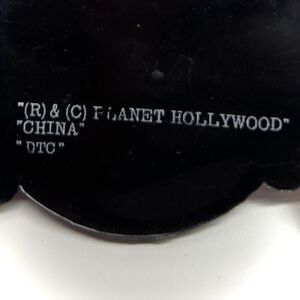 "(R) & (C) PLANET HOLLYWOOD"
"CHINA"
"DTC"